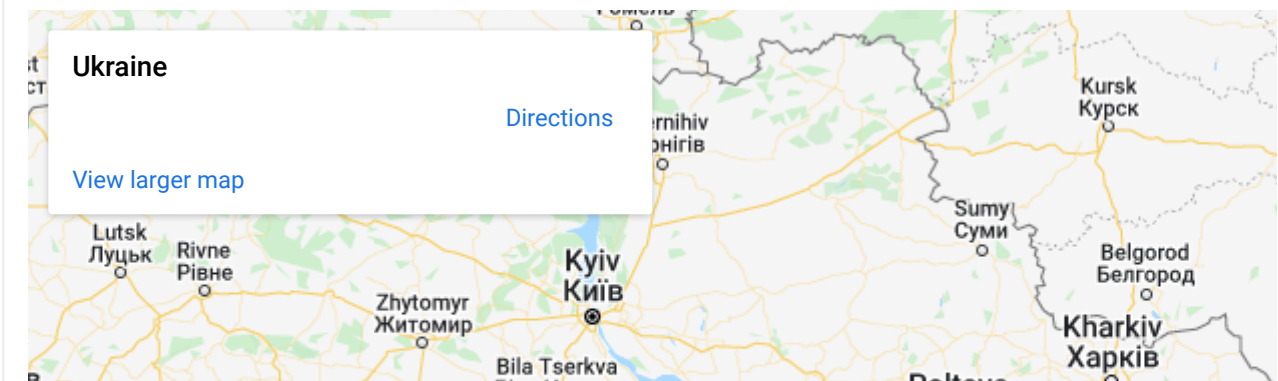 Ukraine
Directions
View larger map
Kursk
Курск
Sumy
Суми
Lutsk
Луцьк
Rivne
Рівне
Kyiv
Київ
Belgorod
Белгород
Zhytomyr
Житомир
Kharkiv
Харків
Bila Tserkva